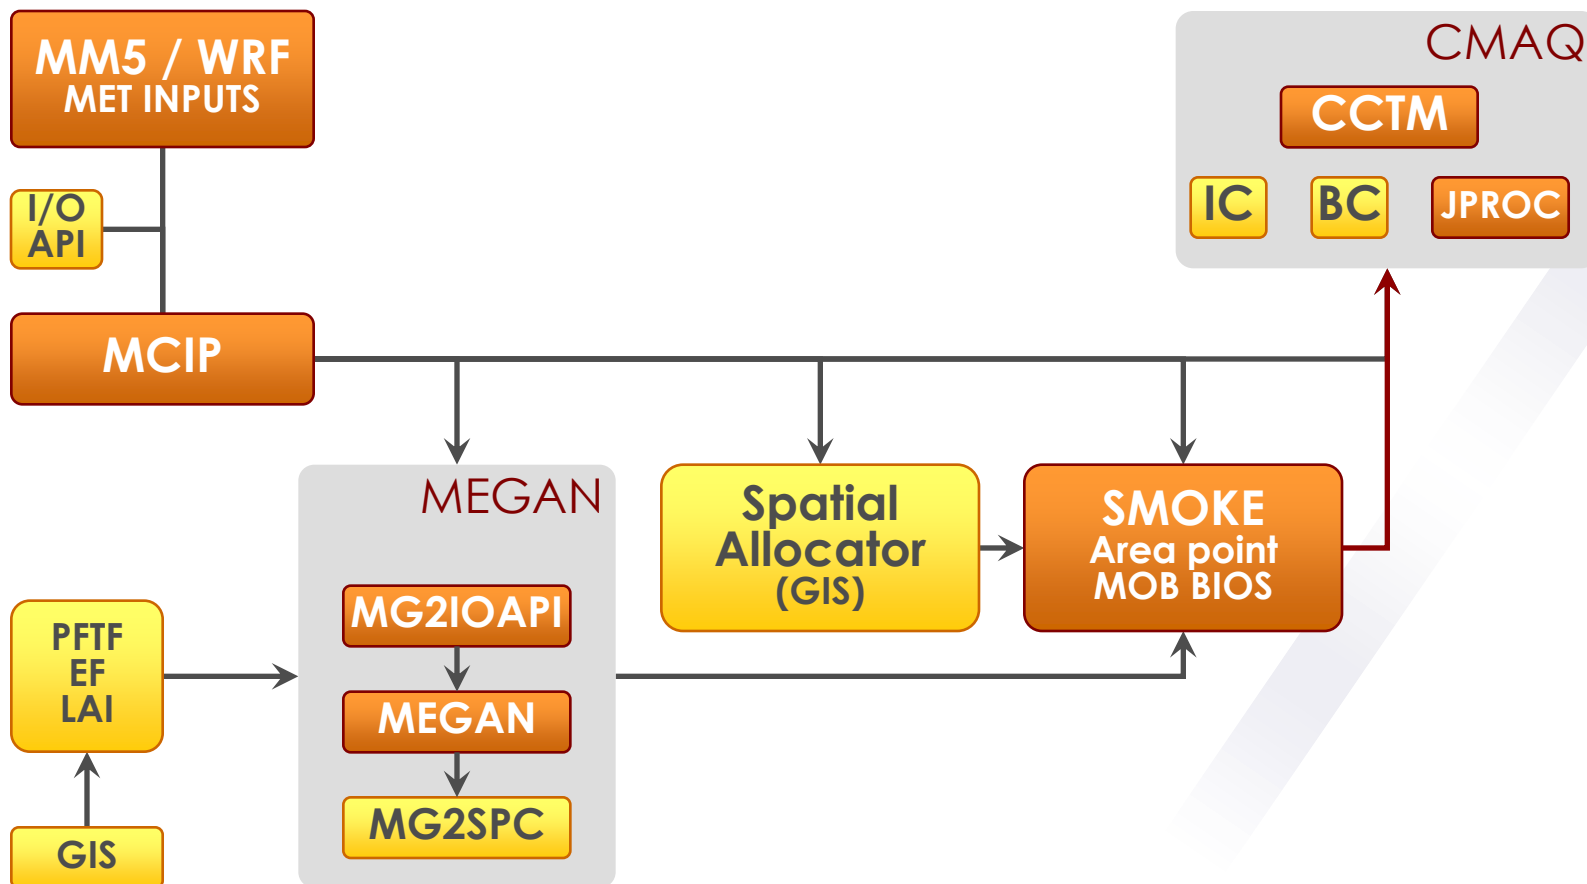 MM5 / WRF
MET INPUTS
CMAQ
CCTM
I/O
API
IC
BC
JPROC
MCIP
MEGAN
Spatial
Allocator
(GIS)
SMOKE
Area point
MOB BIOS
MG2IOAPI
PFTF
EF
LAI
MEGAN
MG2SPC
GIS